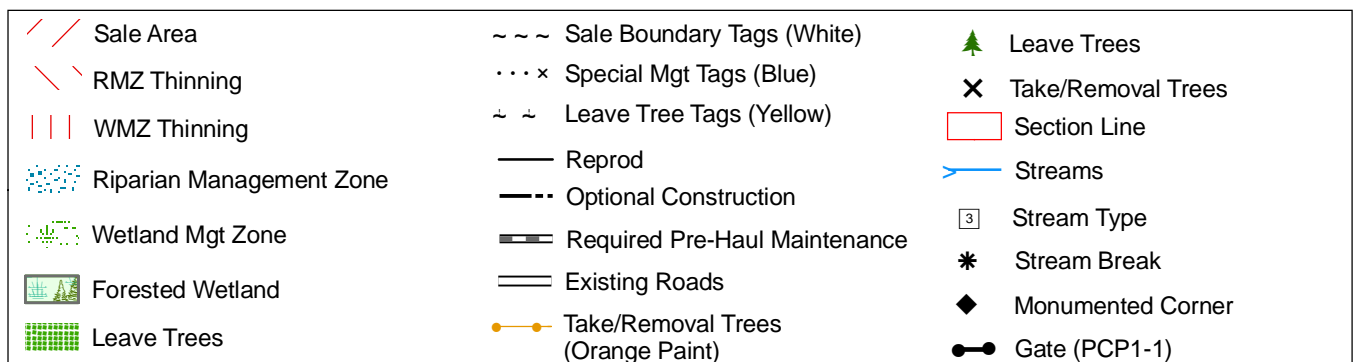 Sale Area
RMZ Thinning
WMZ Thinning
Riparian Management Zone
Wetland Mgt Zone
Forested Wetland
Leave Trees
Sale Boundary Tags (White)
Special Mgt Tags (Blue)
Leave Tree Tags (Yellow)
Reprod
Optional Construction
Required Pre-Haul Maintenance
Existing Roads
Take/Removal Trees
(Orange Paint)
Leave Trees
Take/Removal Trees
Section Line
Streams
3 Stream Type
Stream Break
Monumented Corner
Gate (PCP1-1)